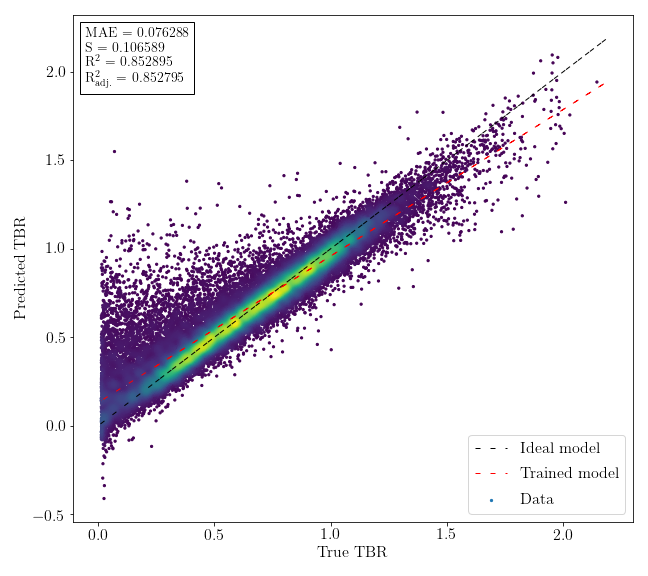 MAE = 0.076288
S = 0.106589
R² = 0.852895
R²adj. = 0.852795
2.0
1.5
1.0
0.5
0.0
−0.5
Predicted TBR
Ideal model
Trained model
Data
0.0 0.5 1.0 1.5 2.0
True TBR